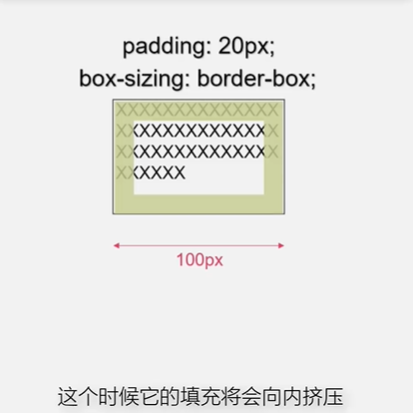 padding: 20px;
box-sizing: border-box;
XXXXXXXXXXXXXX
XXXXXXXXXXXXXX
XXXXXXXXXXXXXX
XXXXXX
100px
这个时候它的填充将会向内挤压